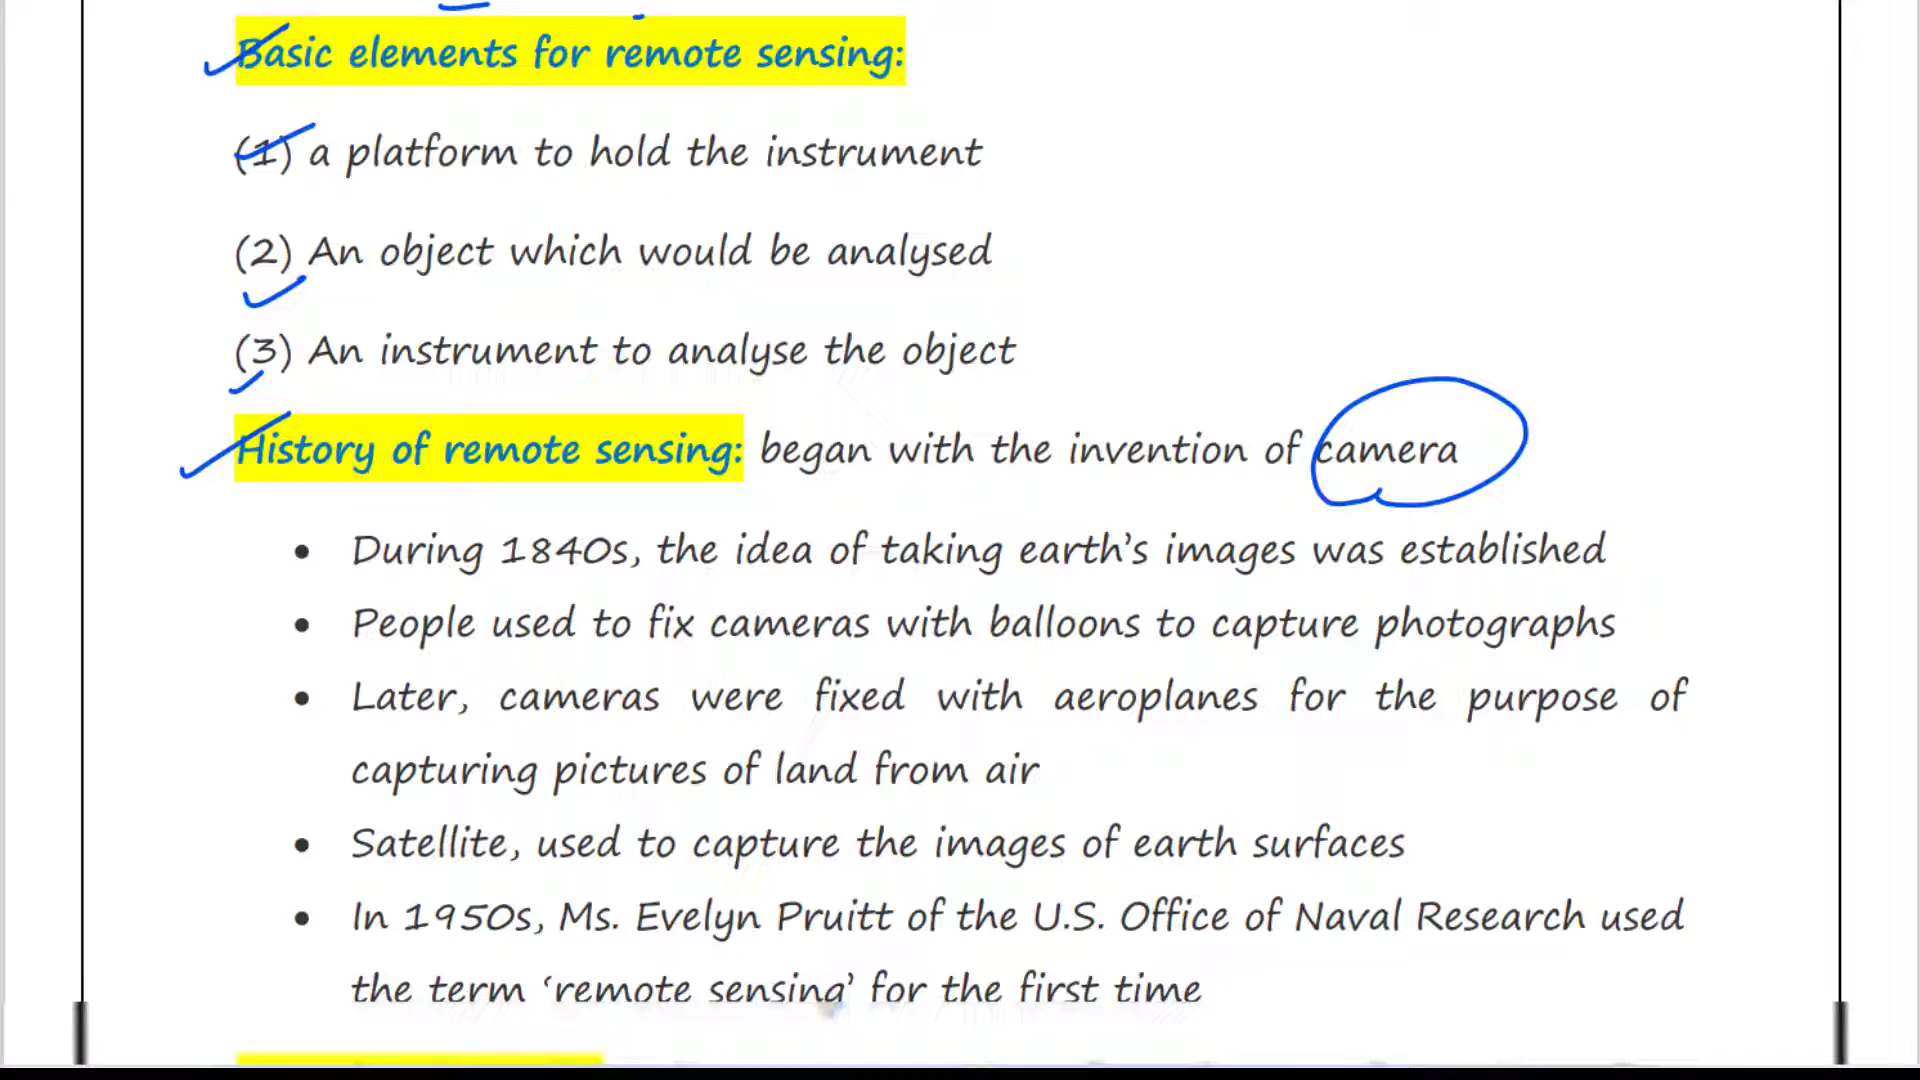 Basic elements for remote sensing:
(1) a platform to hold the instrument
(2) An object which would be analysed
(3) An instrument to analyse the object
History of remote sensing: began with the invention of camera
• During 1840s, the idea of taking earth’s images was established
• People used to fix cameras with balloons to capture photographs
• Later, cameras were fixed with aeroplanes for the purpose of
capturing pictures of land from air
• Satellite, used to capture the images of earth surfaces
• In 1950s, Ms. Evelyn Pruitt of the U.S. Office of Naval Research used
the term ‘remote sensing’ for the first time